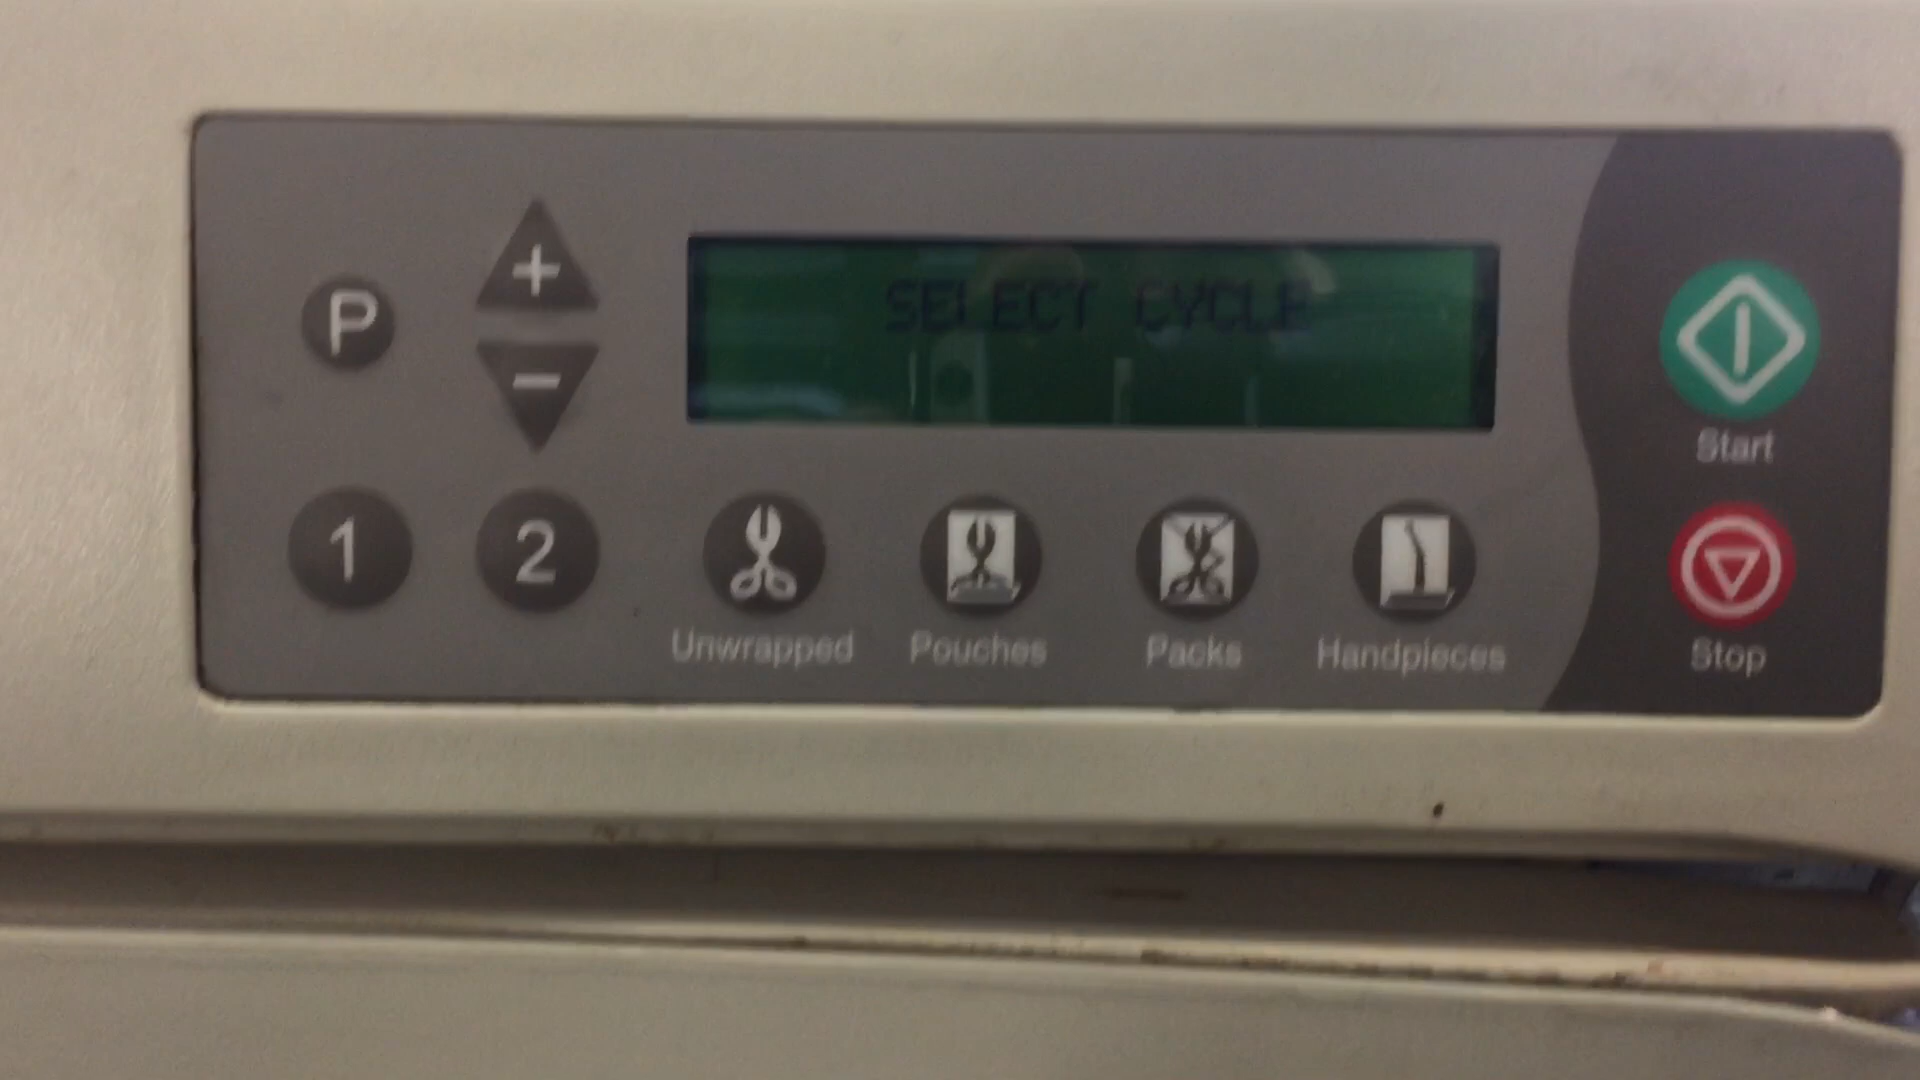 P
+
SELECT CYCLE
-
Start
1
2
Unwrapped
Pouches
Packs
Handpieces
Stop